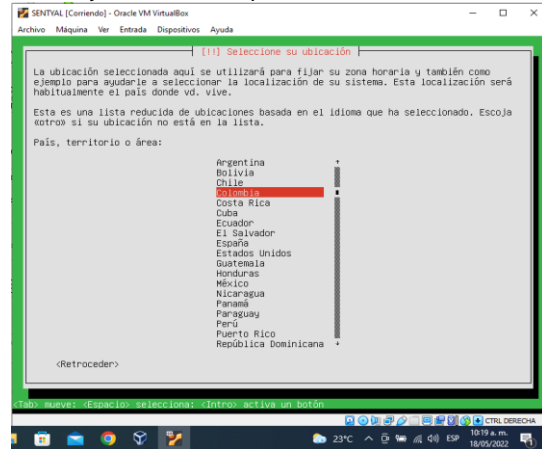 SENTYAL [Corriendo] - Oracle VM VirtualBox
Archivo Máquina Ver Entrada Dispositivos Ayuda
[!!] Seleccione su ubicación
La ubicación seleccionada aquí se utilizará para fijar su zona horaria y también como
ejemplo para ayudarle a seleccionar la localización de su sistema. Esta localización será
habitualmente el país donde vd. vive.
Esta es una lista reducida de ubicaciones basada en el idioma que ha seleccionado. Escoja
«otro» si su ubicación no está en la lista.
País, territorio o área:
Argentina
Bolivia
Chile
Colombia
Costa Rica
Cuba
Ecuador
El Salvador
España
Estados Unidos
Guatemala
Honduras
México
Nicaragua
Panamá
Paraguay
Perú
Puerto Rico
República Dominicana
<Retroceder>
<Tab> mueve; <Espacio> selecciona; <Intro> activa un botón
CTRL DERECHA
23°C
ESP
10:19 a. m.
18/05/2022